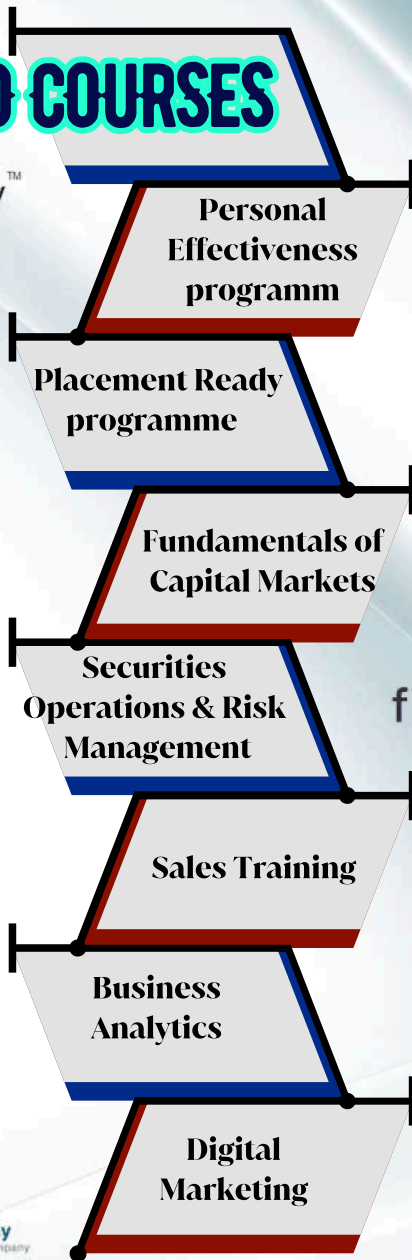 COURSES
TM
Personal
Effectiveness
programm
Placement Ready
programme
Fundamentals of
Capital Markets
Securities
Operations & Risk
Management
f
Sales Training
Business
Analytics
Digital
Marketing